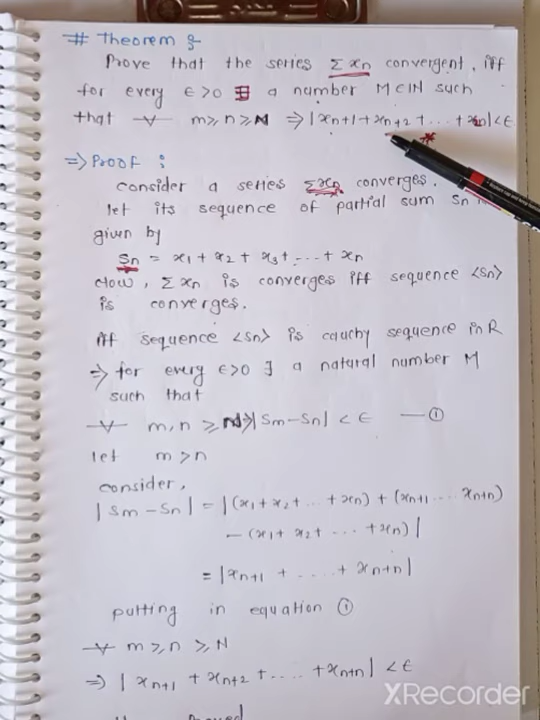 # Theorem :
Prove that the series Σxn convergent iff
for every ϵ>0 ∃ a number M∈IN such
that ∀ m≥n≥M ⇒ |xn+1+xn+2+...+xn|<ϵ
⇒ Proof :
consider a series Σxn converges.
let its sequence of partial sum Sn
given by
Sn = x1 + x2 + x3 + ... + xn
Now, Σxn is converges iff sequence <Sn>
is converges.
iff sequence <Sn> is cauchy sequence in R
⇒ for every ϵ>0 ∃ a natural number M
such that
∀ m,n ≥ N ⇒ |Sm-Sn| < ϵ —①
let m>n
consider,
|Sm-Sn| = |(x1+x2+...+xn) + (xn+1 .... xn+n)
- (x1+ x2 + ... + xn)|
= |xn+1 + .... + xn+n|
putting in equation ①
∀ m≥n ≥N
⇒ | xn+1 + xn+2 + .... + xn+n| < ϵ
Proved
XRecorder